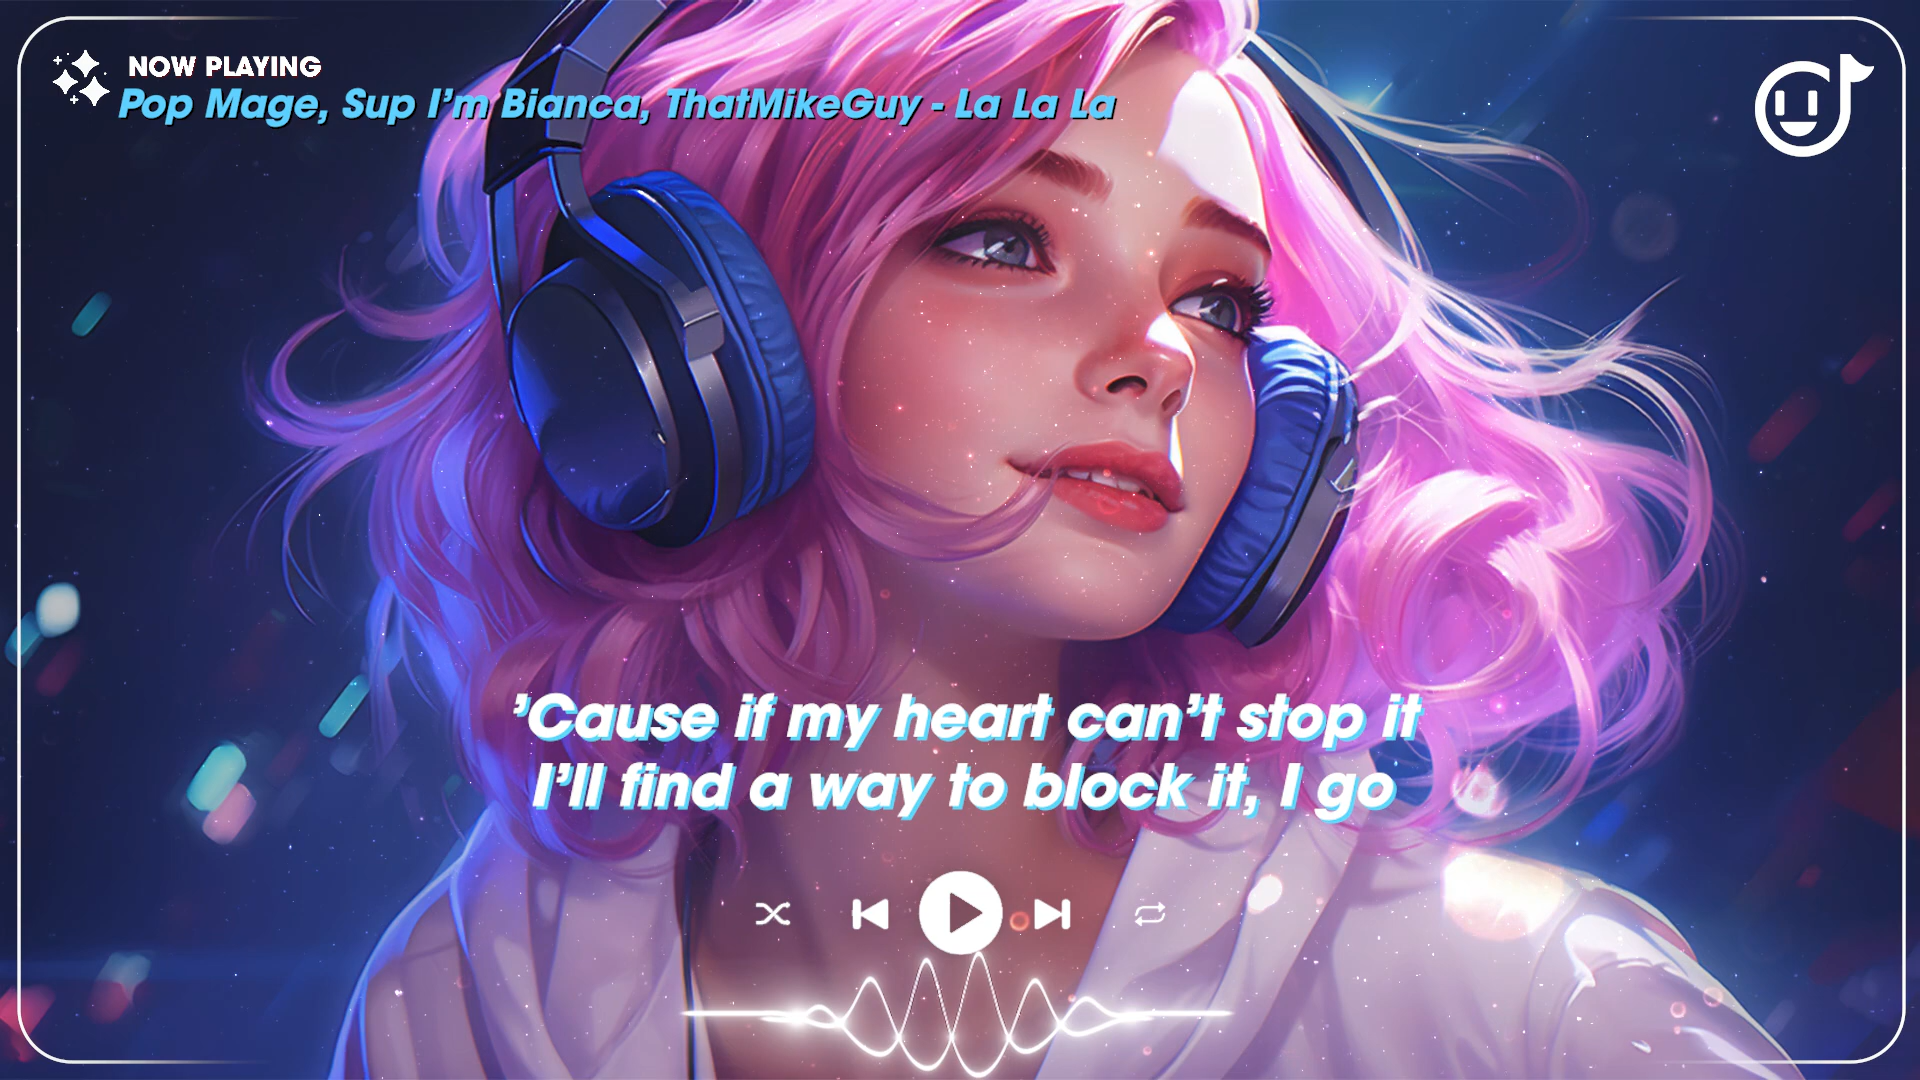 NOW PLAYING
Pop Mage, Sup I’m Bianca, ThatMikeGuy - La La La
’Cause if my heart can’t stop it
I’ll find a way to block it, I go